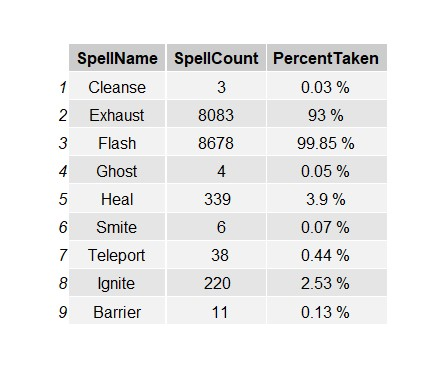 SpellName SpellCount PercentTaken
1 Cleanse 3 0.03 %
2 Exhaust 8083 93 %
3 Flash 8678 99.85 %
4 Ghost 4 0.05 %
5 Heal 339 3.9 %
6 Smite 6 0.07 %
7 Teleport 38 0.44 %
8 Ignite 220 2.53 %
9 Barrier 11 0.13 %